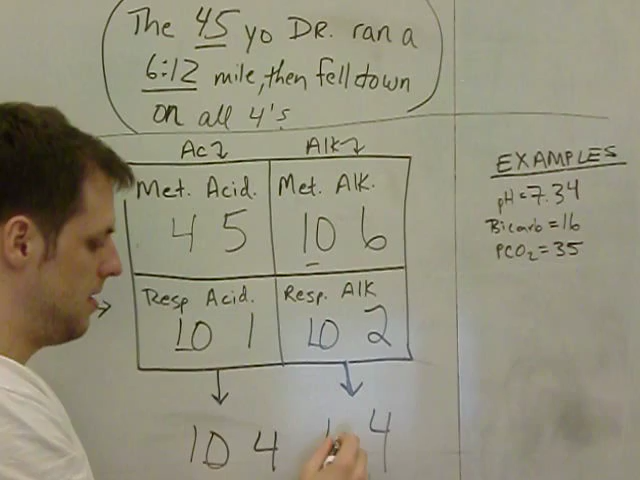 The 45 yo DR. ran a
6:12 mile, then fell down
on all 4's
Ac↴ Alk↴
Met. Acid. Met. Alk.
4 5 10 6
Resp Acid. Resp. Alk
10 1 10 2
10 4 1 4
EXAMPLES
pH=7.34
Bicarb=16
PCO₂=35